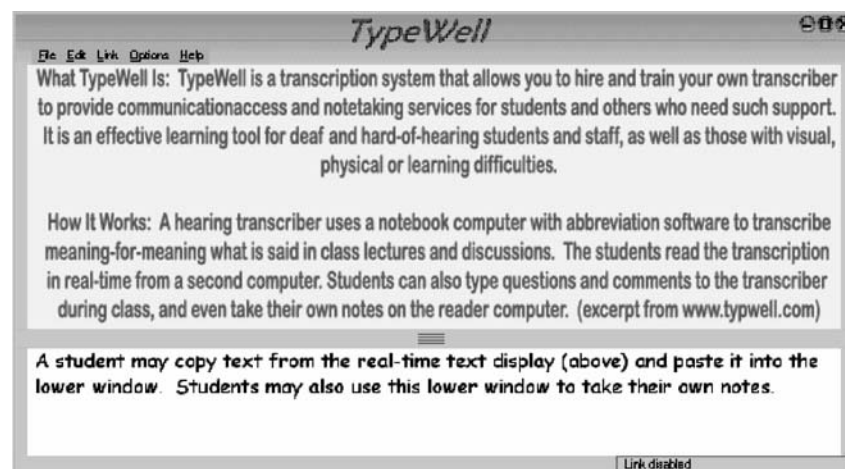 TypeWell
File Edit Link Options Help
What TypeWell Is: TypeWell is a transcription system that allows you to hire and train your own transcriber
to provide communicationaccess and notetaking services for students and others who need such support.
It is an effective learning tool for deaf and hard-of-hearing students and staff, as well as those with visual,
physical or learning difficulties.
How It Works: A hearing transcriber uses a notebook computer with abbreviation software to transcribe
meaning-for-meaning what is said in class lectures and discussions. The students read the transcription
in real-time from a second computer. Students can also type questions and comments to the transcriber
during class, and even take their own notes on the reader computer. (excerpt from www.typwell.com)
A student may copy text from the real-time text display (above) and paste it into the
lower window. Students may also use this lower window to take their own notes.
Link disabled